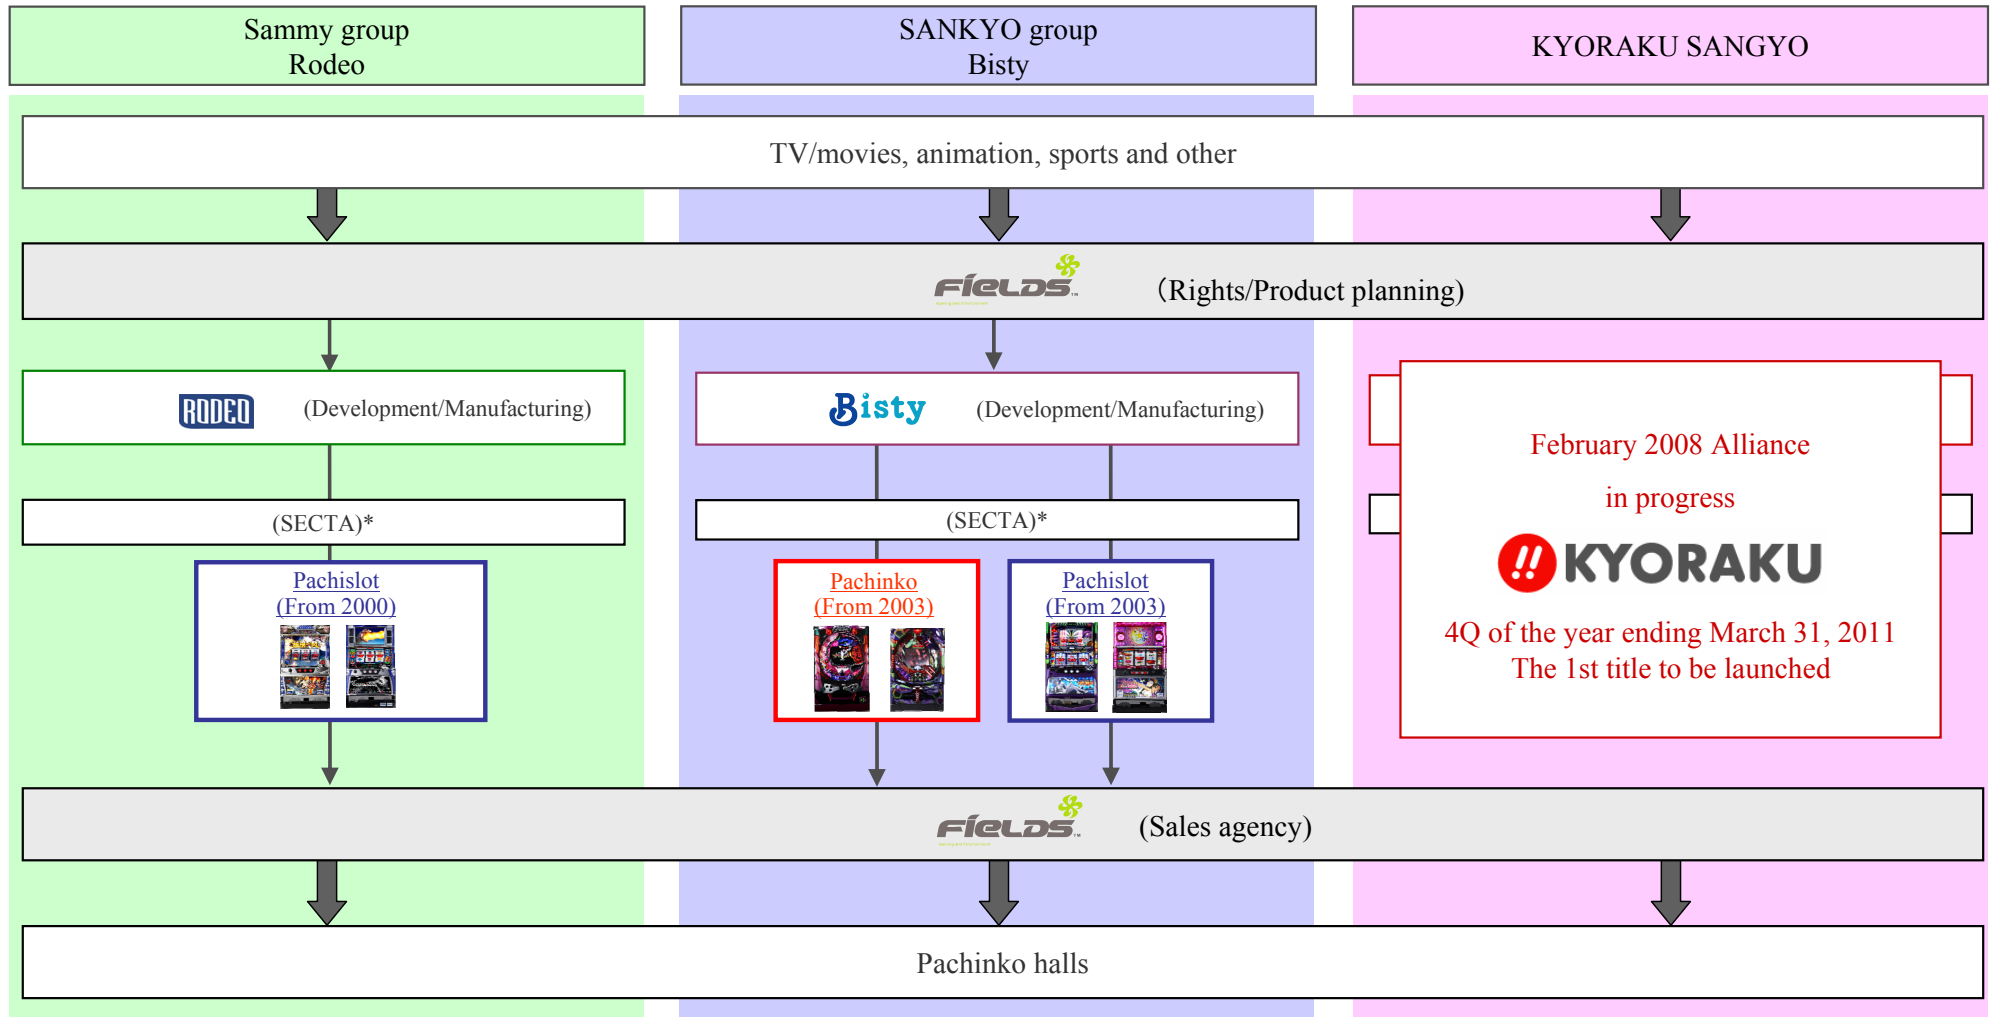 Sammy group
Rodeo
SANKYO group
Bisty
KYORAKU SANGYO
TV/movies, animation, sports and other
FIELDS™
（Rights/Product planning)
RODEO
(Development/Manufacturing)
Bisty
(Development/Manufacturing)
(SECTA)*
(SECTA)*
Pachislot
(From 2000)
Pachinko
(From 2003)
Pachislot
(From 2003)
February 2008 Alliance
in progress
!! KYORAKU
4Q of the year ending March 31, 2011
The 1st title to be launched
FIELDS™
(Sales agency)
Pachinko halls